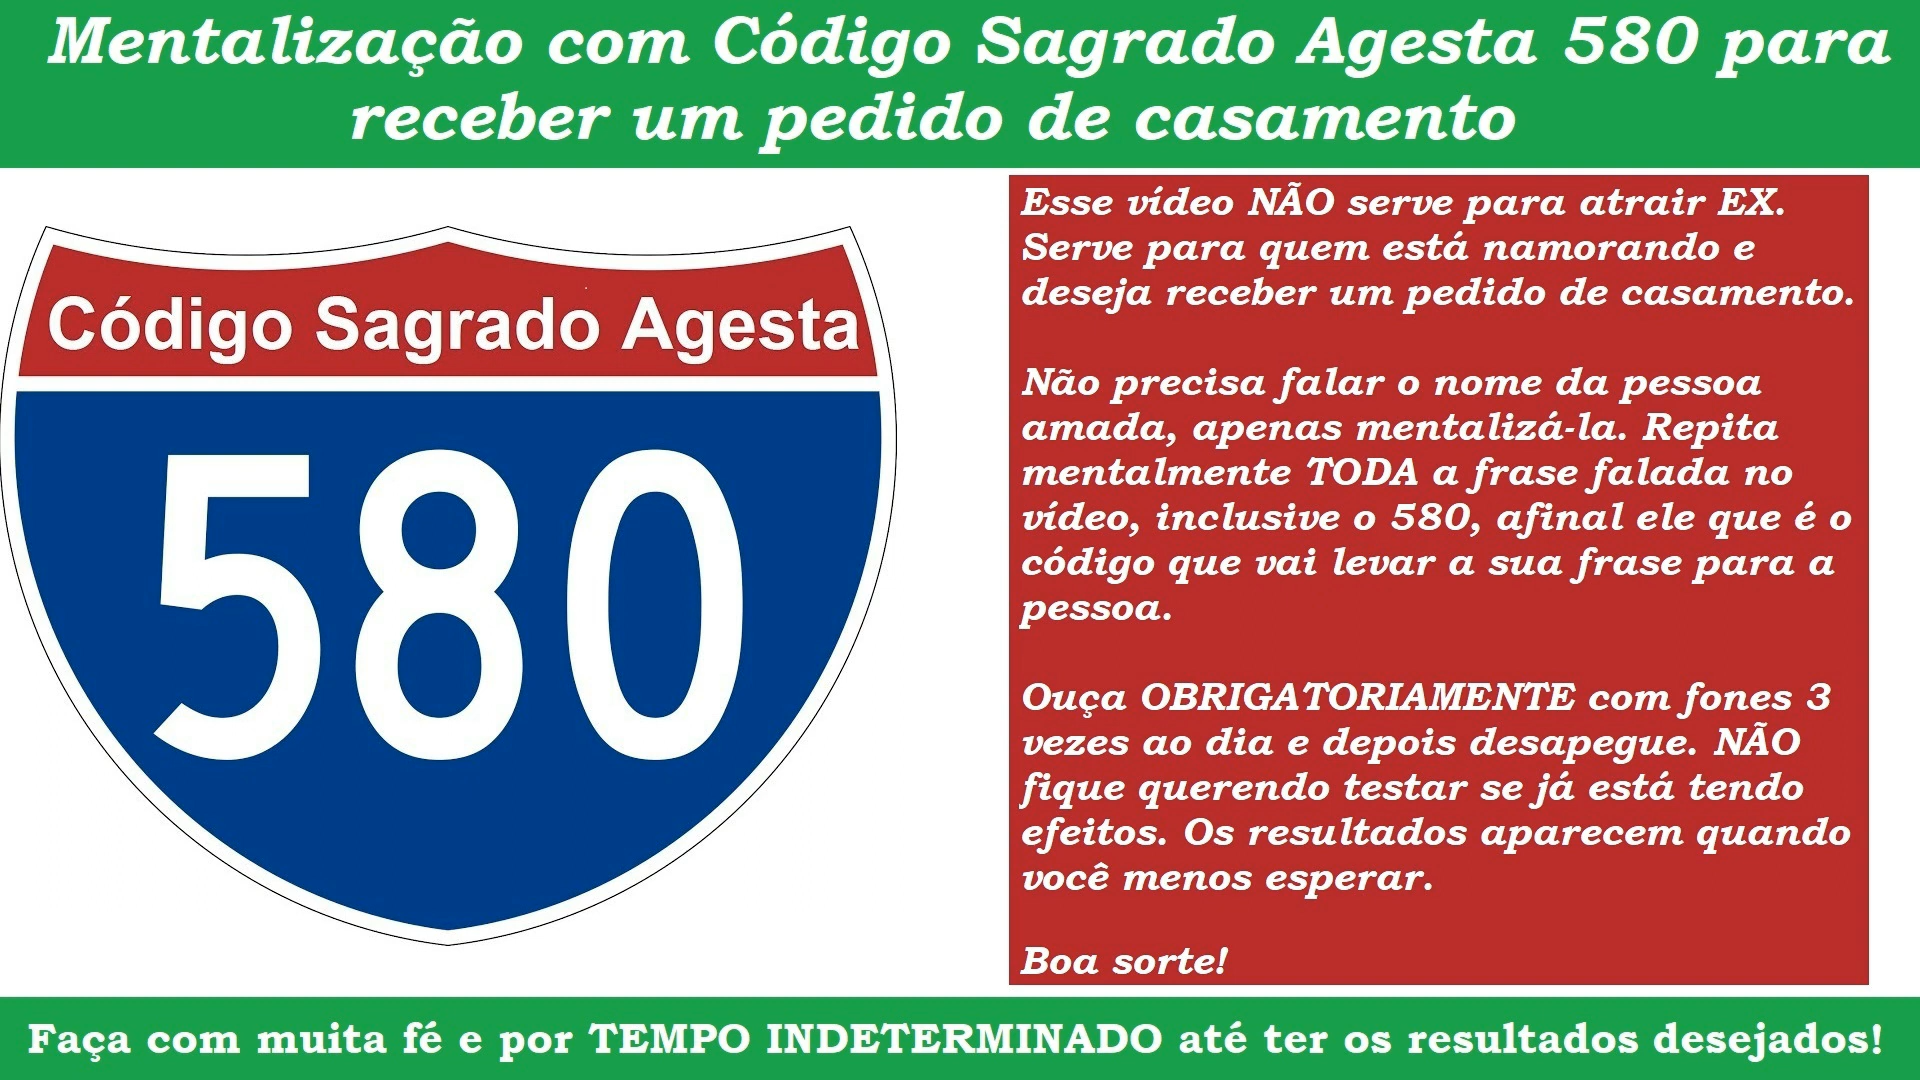 Mentalização com Código Sagrado Agesta 580 para
receber um pedido de casamento
Código Sagrado Agesta
580
Esse vídeo NÃO serve para atrair EX.
Serve para quem está namorando e
deseja receber um pedido de casamento.
Não precisa falar o nome da pessoa
amada, apenas mentalizá-la. Repita
mentalmente TODA a frase falada no
vídeo, inclusive o 580, afinal ele que é o
código que vai levar a sua frase para a
pessoa.
Ouça OBRIGATORIAMENTE com fones 3
vezes ao dia e depois desapegue. NÃO
fique querendo testar se já está tendo
efeitos. Os resultados aparecem quando
você menos esperar.
Boa sorte!
Faça com muita fé e por TEMPO INDETERMINADO até ter os resultados desejados!